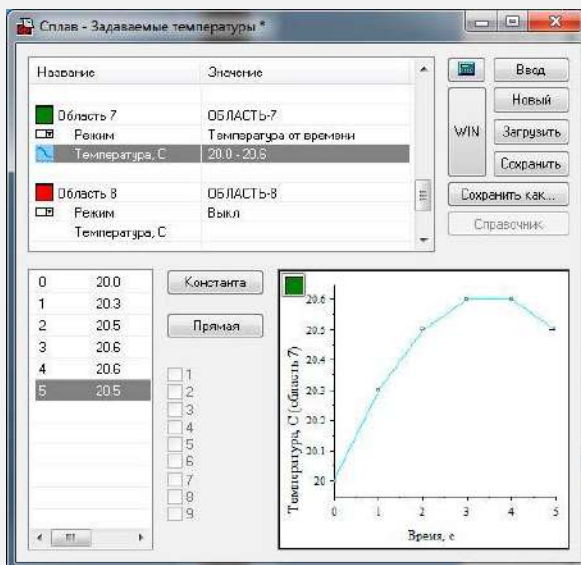 Сплав - Задаваемые температуры *
Название Значение
Область 7 ОБЛАСТЬ-7
Режим Температура от времени
Температура, С 20.0 - 20.6
Область 8 ОБЛАСТЬ-8
Режим Выкл
Температура, С
Ввод
Новый
WIN
Загрузить
Сохранить
Сохранить как...
Справочник
0 20.0
1 20.3
2 20.5
3 20.6
4 20.6
5 20.5
Константа
Прямая
1
2
3
4
5
6
7
8
9
Температура, С (область 7)
20.6
20.5
20.4
20.3
20.2
20.1
20
0 1 2 3 4 5
Время, с